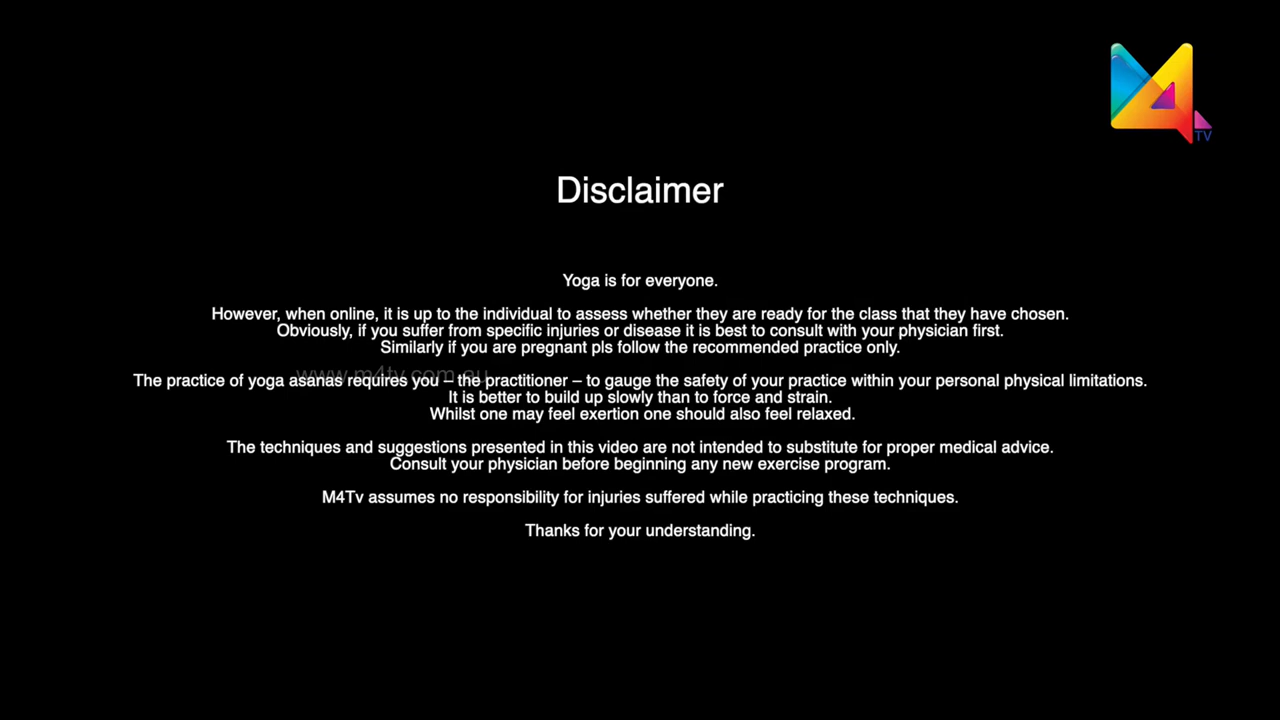 M4
TV
Disclaimer
Yoga is for everyone.
However, when online, it is up to the individual to assess whether they are ready for the class that they have chosen.
Obviously, if you suffer from specific injuries or disease it is best to consult with your physician first.
Similarly if you are pregnant pls follow the recommended practice only.
www.m4tv.com.au
The practice of yoga asanas requires you – the practitioner – to gauge the safety of your practice within your personal physical limitations.
It is better to build up slowly than to force and strain.
Whilst one may feel exertion one should also feel relaxed.
The techniques and suggestions presented in this video are not intended to substitute for proper medical advice.
Consult your physician before beginning any new exercise program.
M4Tv assumes no responsibility for injuries suffered while practicing these techniques.
Thanks for your understanding.